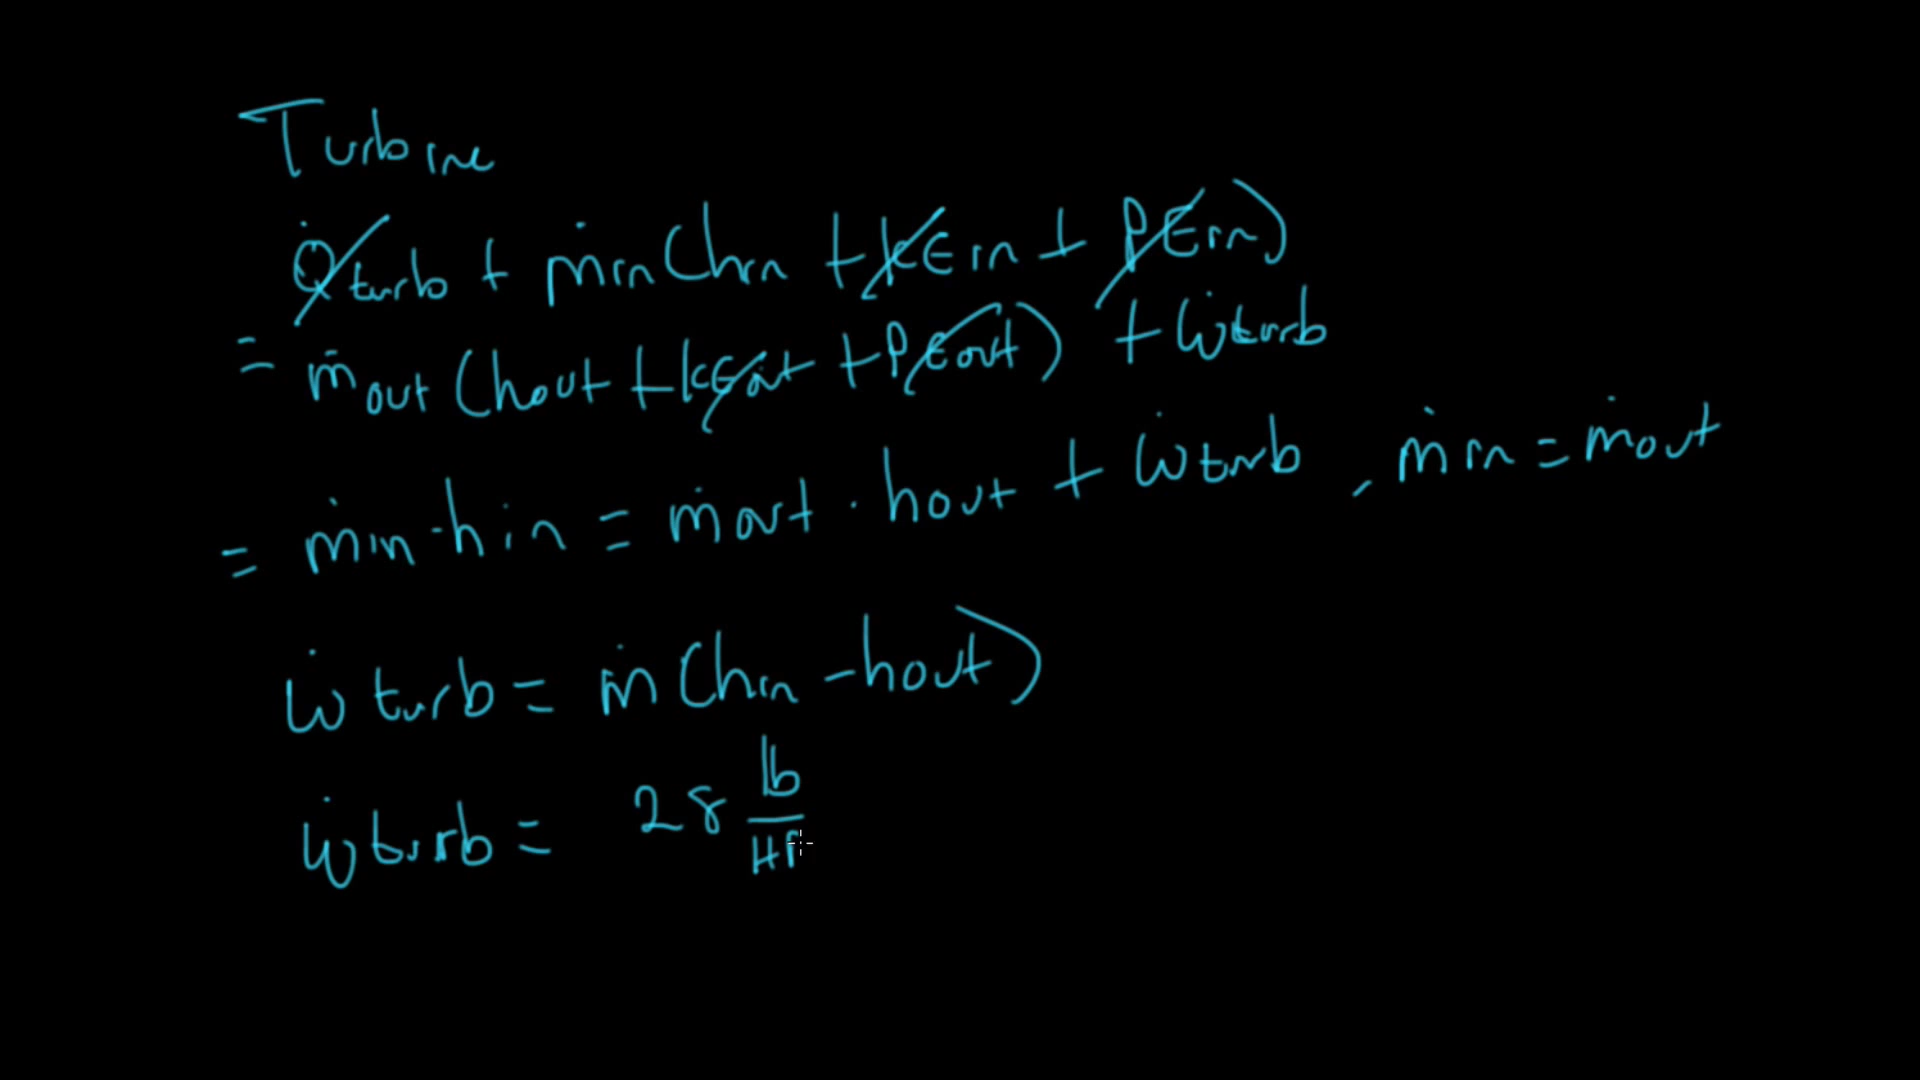 Turbine
Q̇turb + ṁin(hin + KEin + PEin)
= ṁout (hout + KEout + PEout) + Ẇturb
= ṁin·hin = ṁout · hout + Ẇturb , ṁin = ṁout
Ẇturb = ṁ(hin - hout)
Ẇturb = 28 lb/Hr